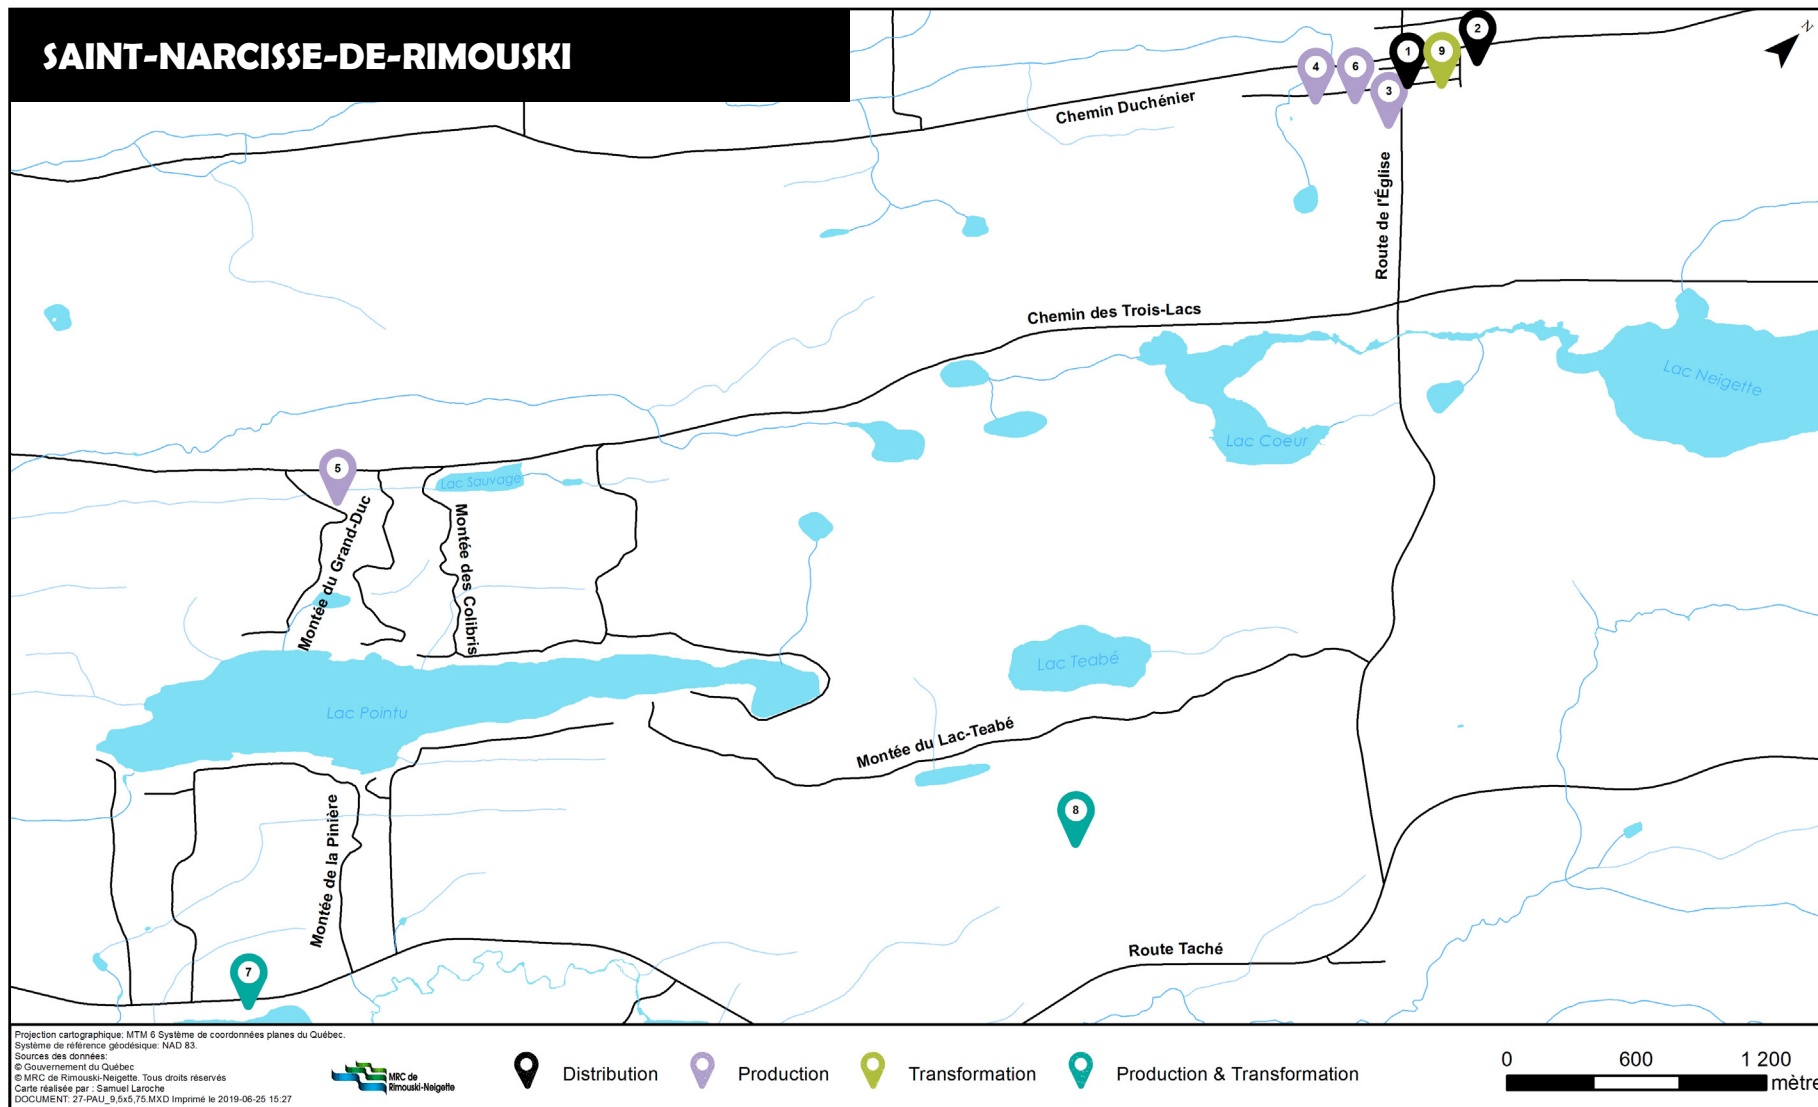 SAINT-NARCISSE-DE-RIMOUSKI
N
2
1
9
4
6
3
Chemin Duchénier
Route de l'Église
Chemin des Trois-Lacs
Lac Neigette
Lac Coeur
5
Lac Sauvage
Montée du Grand-Duc
Montée des Colibris
Lac Teabé
Lac Pointu
Montée du Lac-Teabé
8
Montée de la Pinière
Route Taché
7
Projection cartographique: MTM 6 Système de coordonnées planes du Québec.
Système de référence géodésique: NAD 83.
Sources des données:
© Gouvernement du Québec
© MRC de Rimouski-Neigette. Tous droits réservés
Carte réalisée par : Samuel Laroche
DOCUMENT: 27-PAU_9,5x5,75.MXD Imprimé le 2019-06-25 15:27
MRC de
Rimouski-Neigette
Distribution
Production
Transformation
Production & Transformation
0 600 1 200
mètre